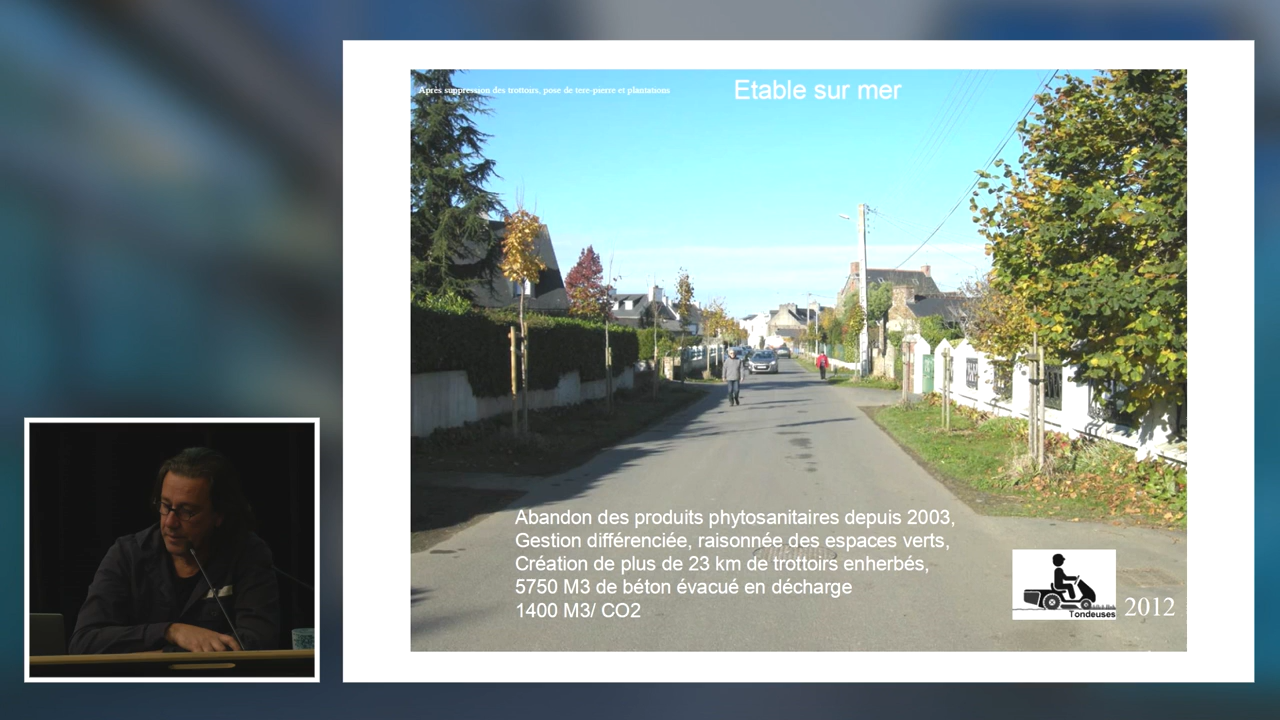 Après suppression des trottoirs, pose de tere-pierre et plantations
Etable sur mer
Abandon des produits phytosanitaires depuis 2003,
Gestion différenciée, raisonnée des espaces verts,
Création de plus de 23 km de trottoirs enherbés,
5750 M3 de béton évacué en décharge
1400 M3/ CO2
Tondeuses
2012